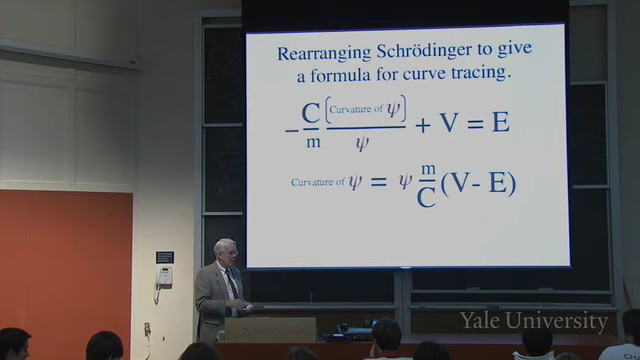 Rearranging Schrödinger to give
a formula for curve tracing.
- C/m [Curvature of ψ]/ψ + V = E
Curvature of ψ = ψ m/C (V- E)
Yale University